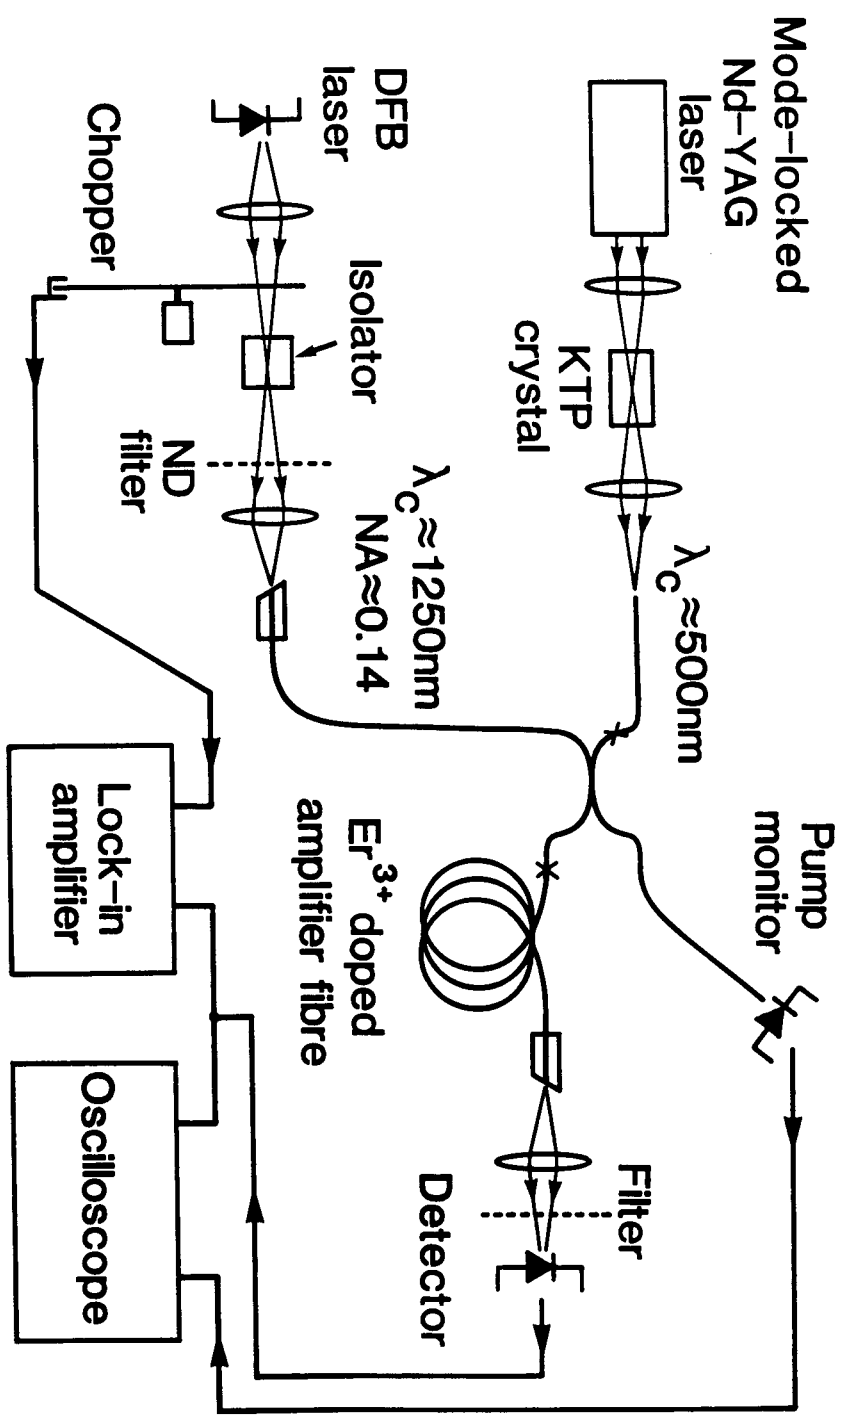 Mode-locked
Nd-YAG
laser
KTP
crystal
λc≈500nm
Pump
monitor
DFB
laser
Isolator
Chopper
ND
filter
λc≈1250nm
NA≈0.14
Er3+ doped
amplifier fibre
Filter
Detector
Lock-in
amplifier
Oscilloscope